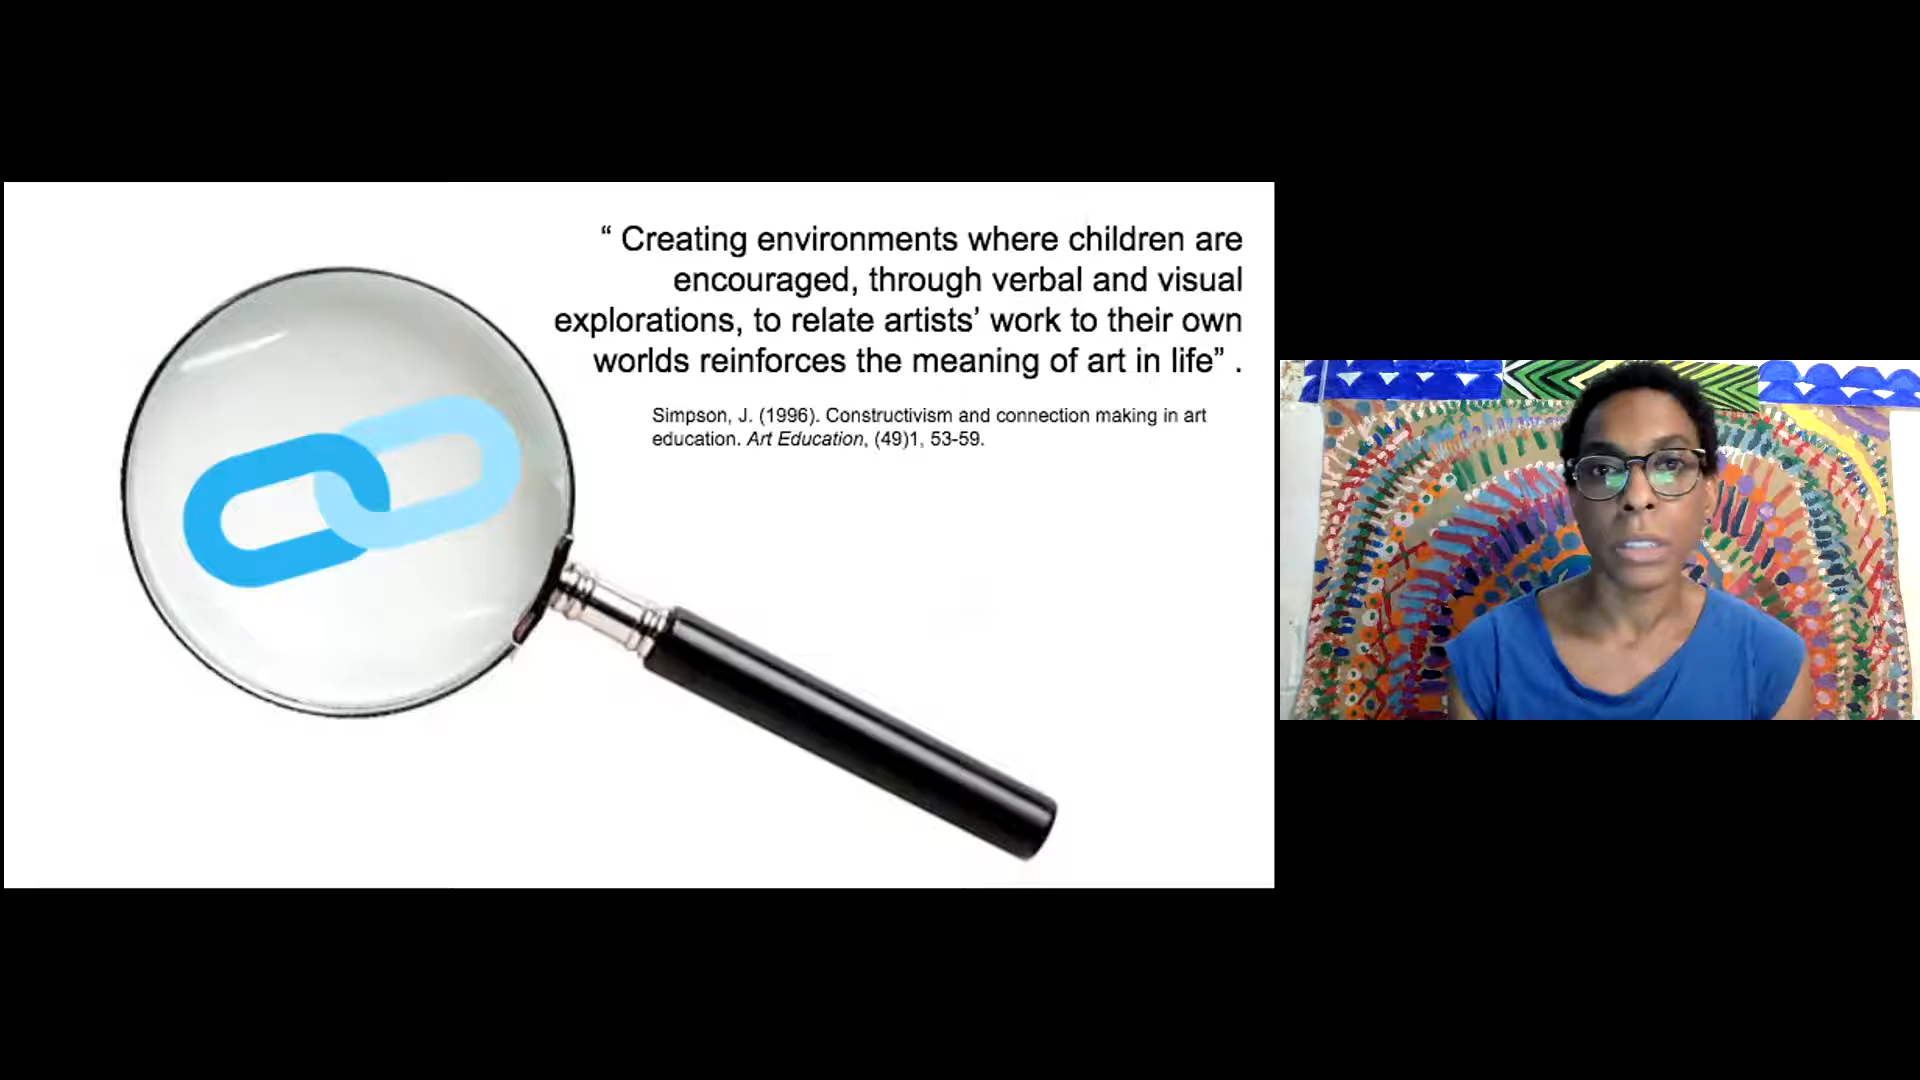 “ Creating environments where children are
encouraged, through verbal and visual
explorations, to relate artists’ work to their own
worlds reinforces the meaning of art in life” .
Simpson, J. (1996). Constructivism and connection making in art
education. Art Education, (49)1, 53-59.